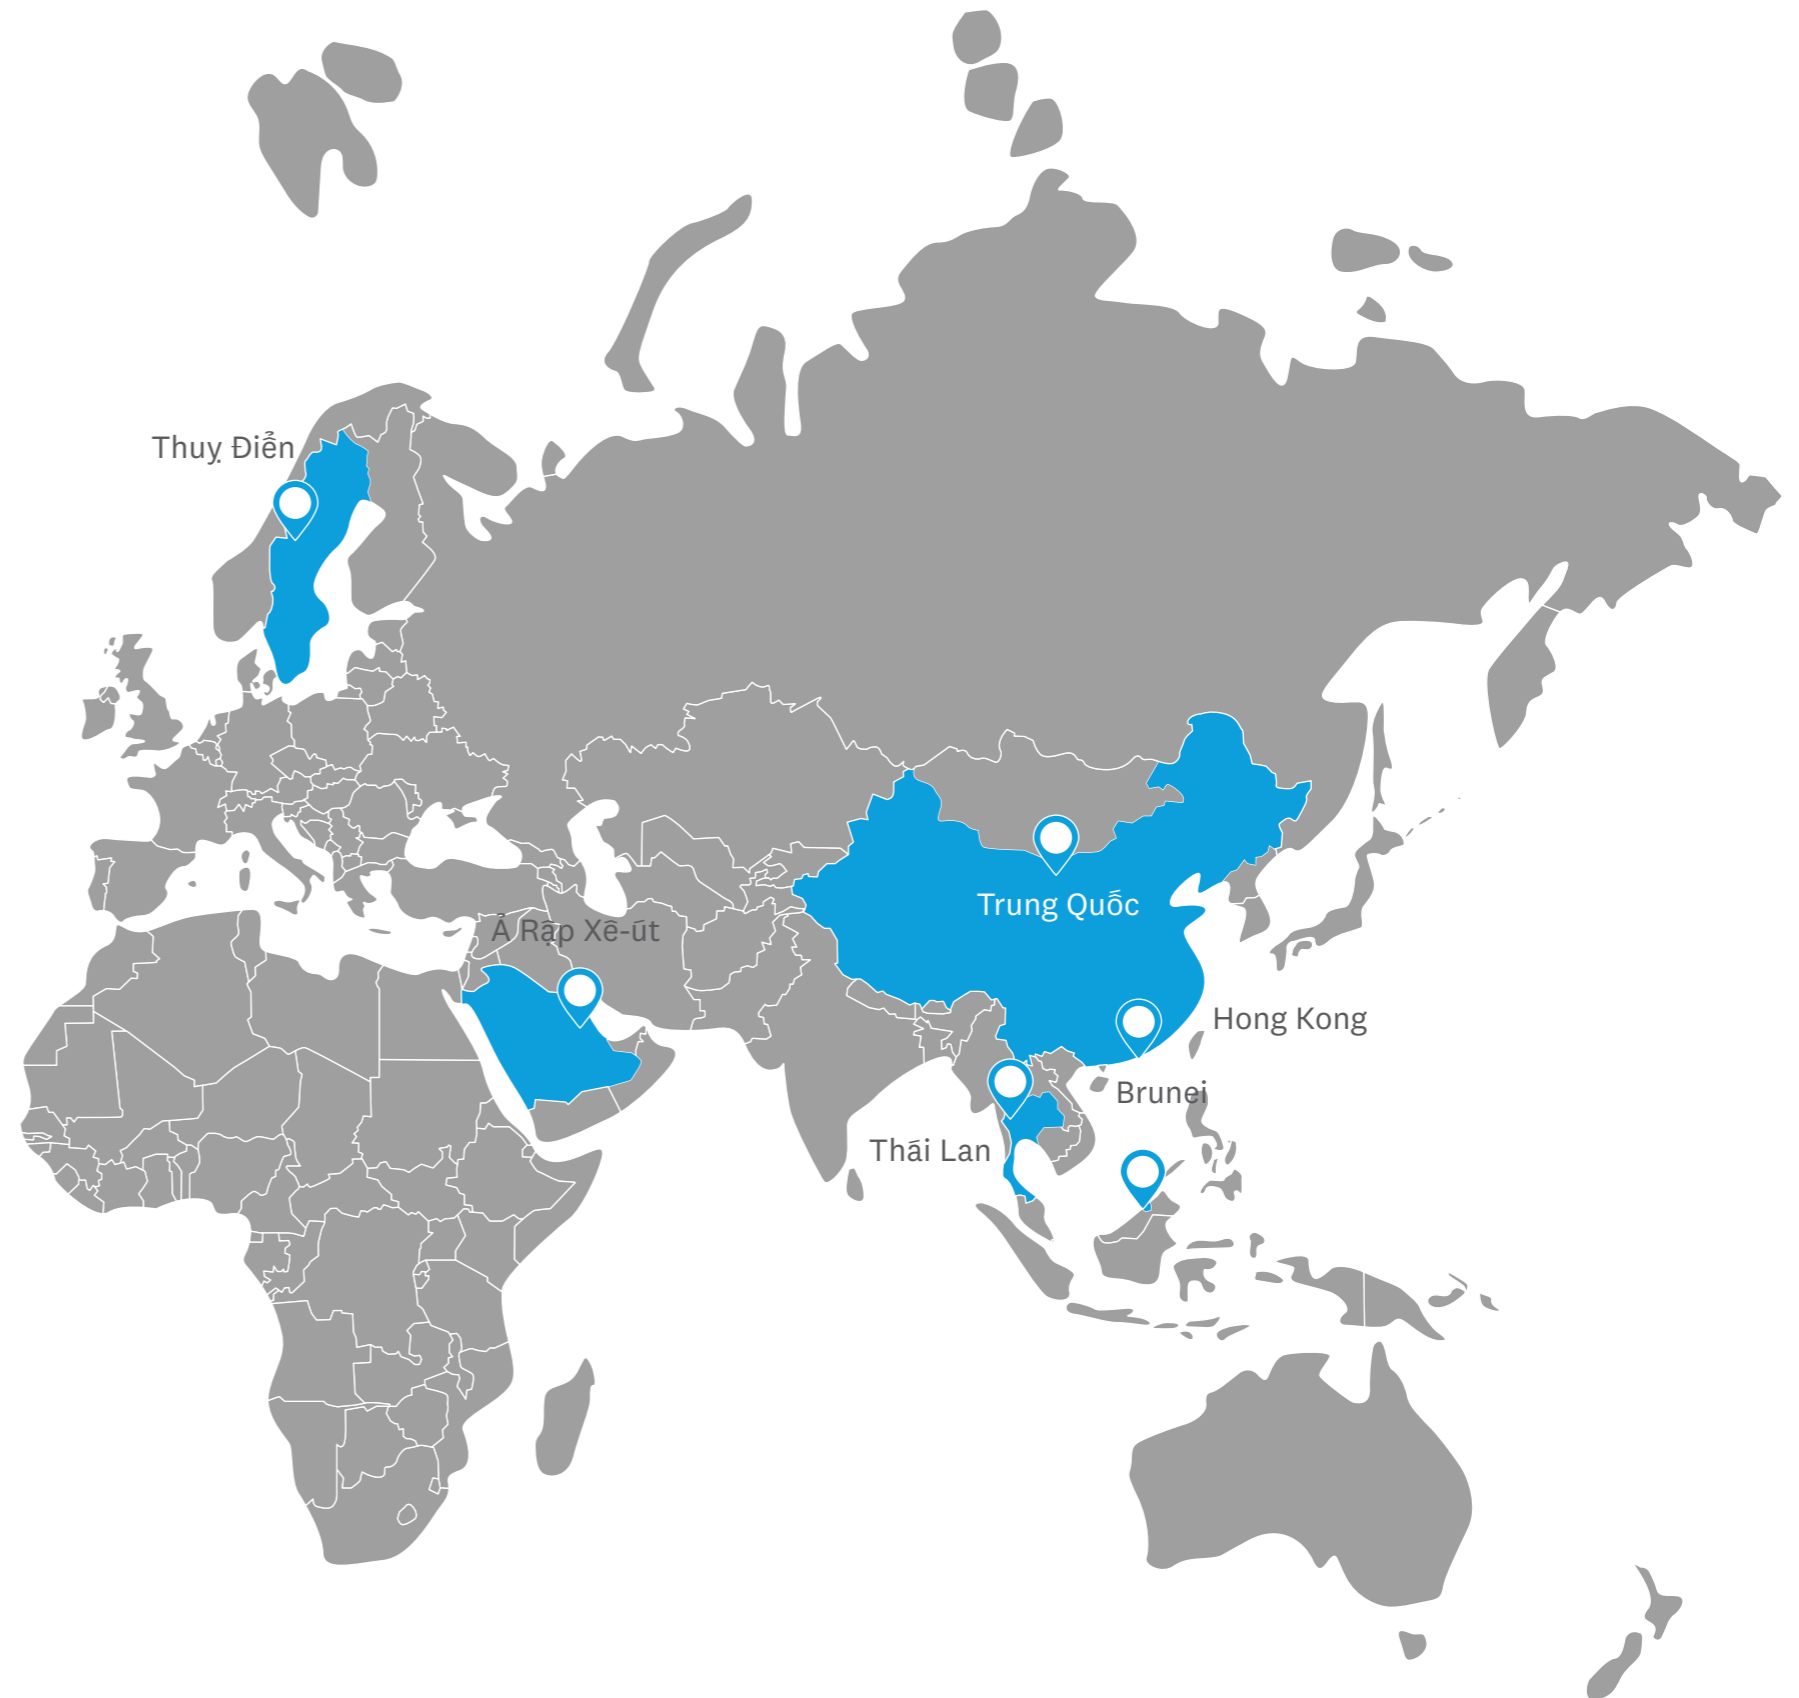 Thuỵ Điển
Trung Quốc
Ả Rập Xê-út
Hong Kong
Brunei
Thái Lan